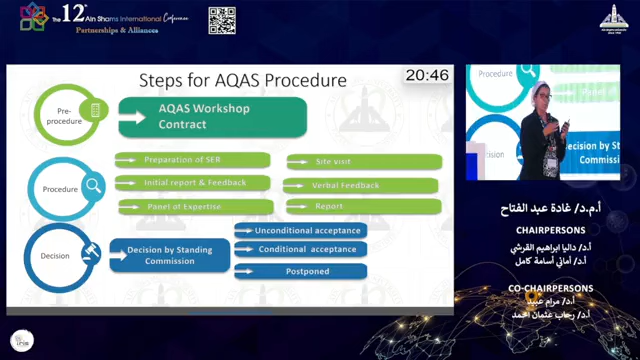 The 12th Ain Shams International Conference
Partnerships & Alliances
Steps for AQAS Procedure
20:46
Pre-
procedure
AQAS Workshop
Contract
Procedure
Preparation of SER
Initial report & Feedback
Panel of Expertise
Site visit
Verbal Feedback
Report
Decision
Decision by Standing
Commission
Unconditional acceptance
Conditional acceptance
Postponed
Procedure
Decision by Stan
Commission
أ.م.د/ غادة عبد الفتاح
CHAIRPERSONS
أ.د/ داليا ابراهيم القرشي
أ.د/ أماني أسامة كامل
CO-CHAIRPERSONS
أ.د/ مرام عبيد
أ.د/ رحاب عثمان احمد